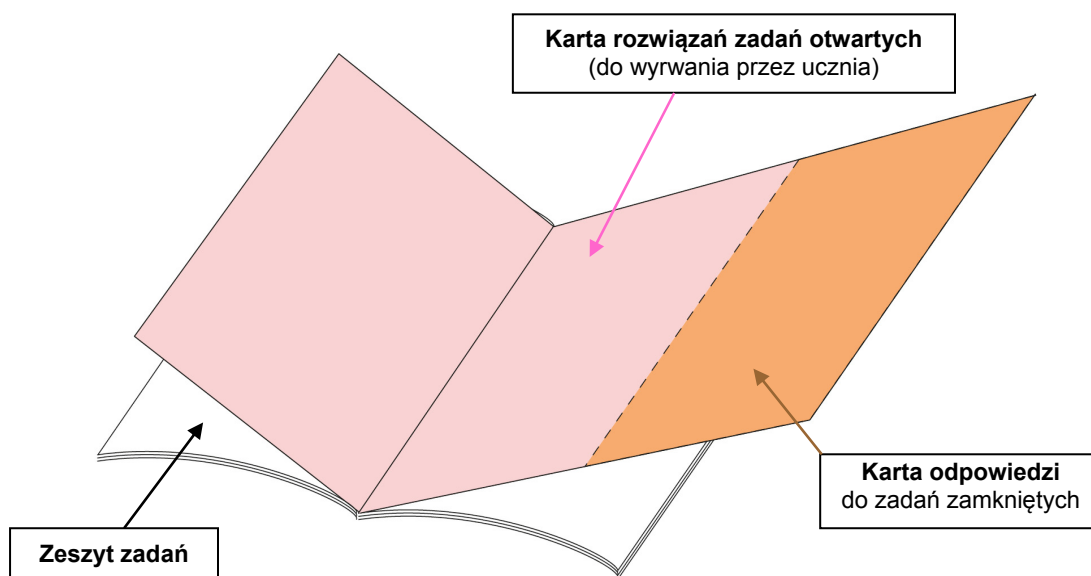 Karta rozwiązań zadań otwartych
(do wyrwania przez ucznia)
Karta odpowiedzi
do zadań zamkniętych
Zeszyt zadań